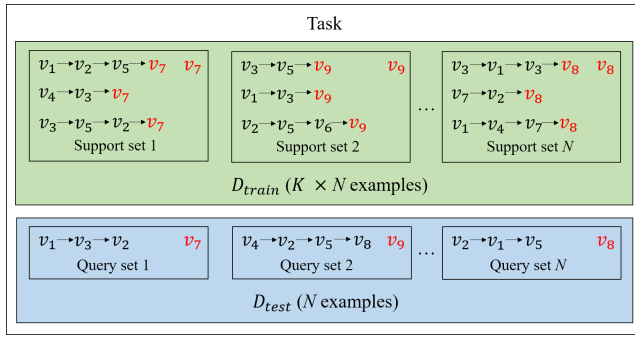 Task
v₁→v₂→v₅→v₇ v₇
v₄→v₃→v₇
v₃→v₅→v₂→v₇
Support set 1
v₃→v₅→v₉ v₉
v₁→v₃→v₉
v₂→v₅→v₆→v₉
Support set 2
...
v₃→v₁→v₃→v₈ v₈
v₇→v₂→v₈
v₁→v₄→v₇→v₈
Support set N
D_train (K × N examples)
v₁→v₃→v₂ v₇
Query set 1
v₄→v₂→v₅→v₈ v₉
Query set 2
...
v₂→v₁→v₅ v₈
Query set N
D_test (N examples)